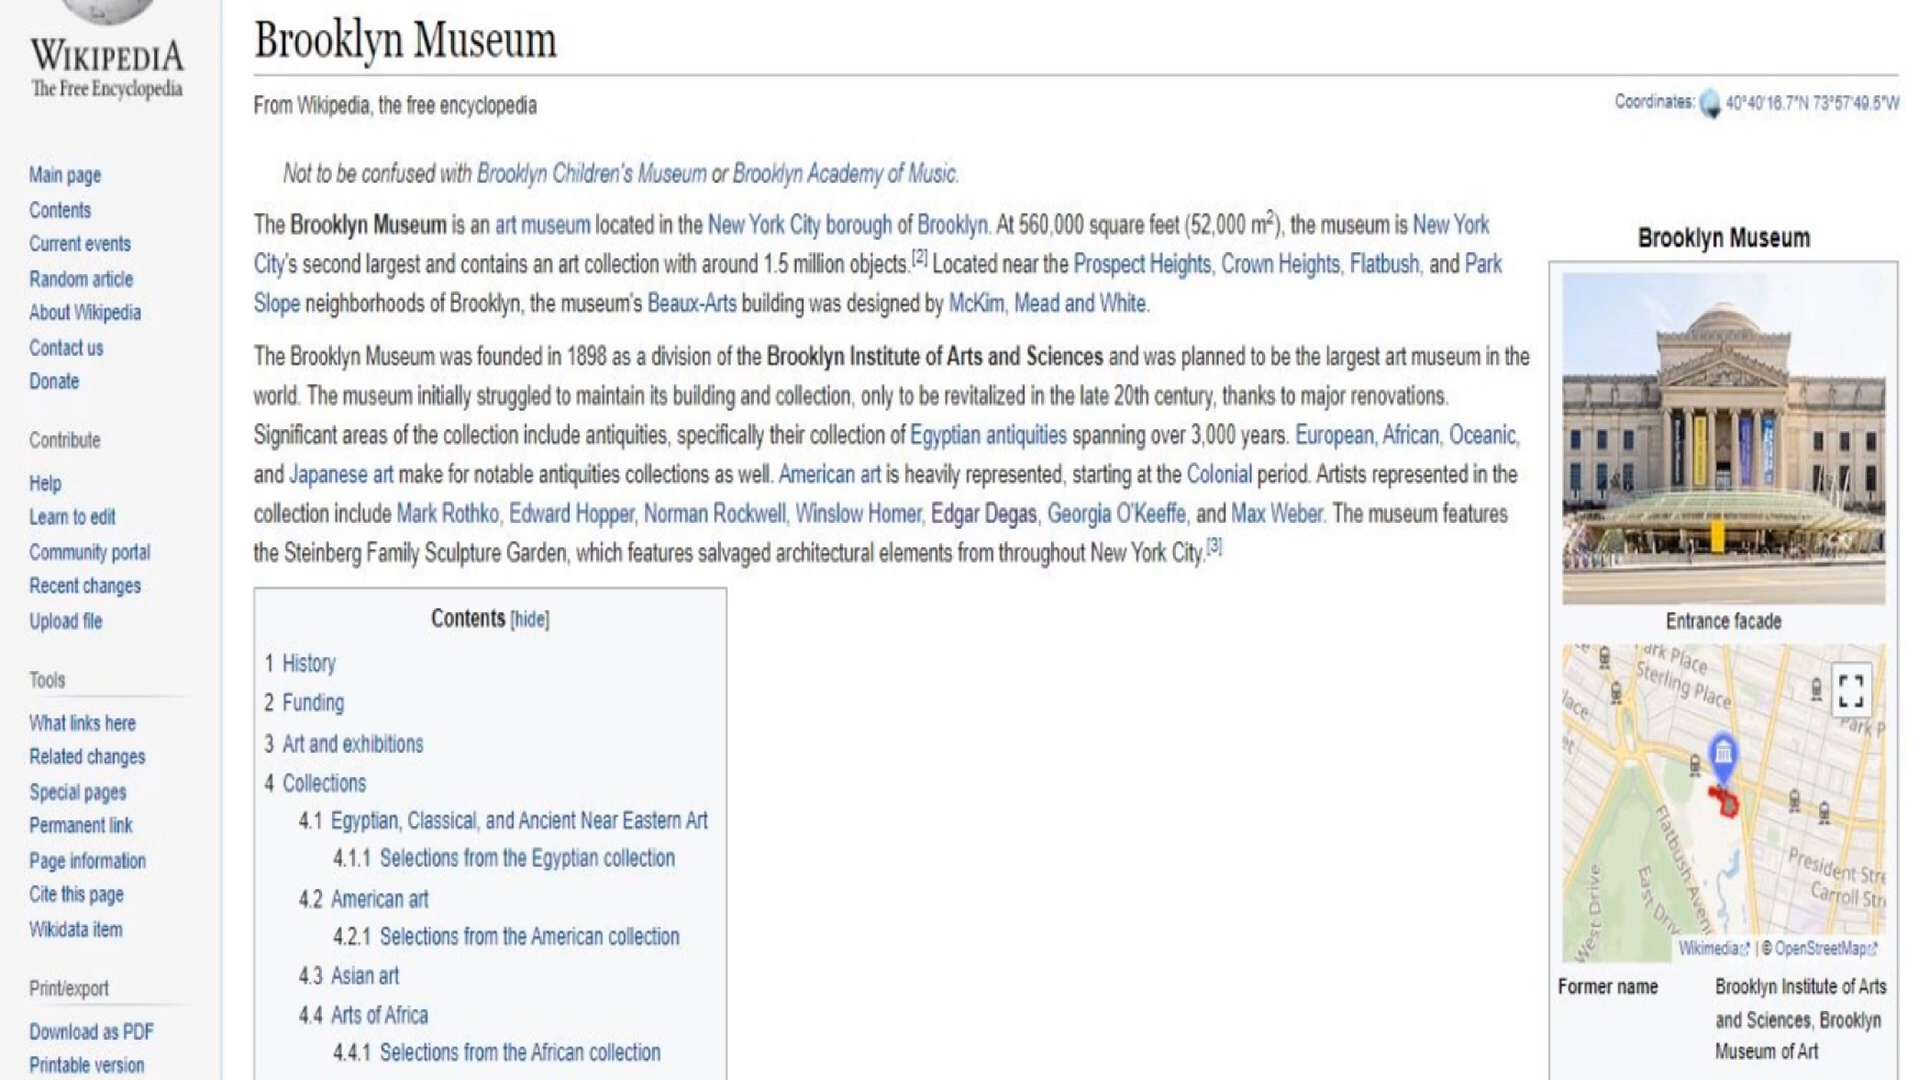 WIKIPEDIA
The Free Encyclopedia
Main page
Contents
Current events
Random article
About Wikipedia
Contact us
Donate
Contribute
Help
Learn to edit
Community portal
Recent changes
Upload file
Tools
What links here
Related changes
Special pages
Permanent link
Page information
Cite this page
Wikidata item
Print/export
Download as PDF
Printable version
Brooklyn Museum
From Wikipedia, the free encyclopedia
Coordinates: 40°40′16.7″N 73°57′49.5″W
Not to be confused with Brooklyn Children's Museum or Brooklyn Academy of Music.
The Brooklyn Museum is an art museum located in the New York City borough of Brooklyn. At 560,000 square feet (52,000 m2), the museum is New York
City's second largest and contains an art collection with around 1.5 million objects.[2] Located near the Prospect Heights, Crown Heights, Flatbush, and Park
Slope neighborhoods of Brooklyn, the museum's Beaux-Arts building was designed by McKim, Mead and White.
The Brooklyn Museum was founded in 1898 as a division of the Brooklyn Institute of Arts and Sciences and was planned to be the largest art museum in the
world. The museum initially struggled to maintain its building and collection, only to be revitalized in the late 20th century, thanks to major renovations.
Significant areas of the collection include antiquities, specifically their collection of Egyptian antiquities spanning over 3,000 years. European, African, Oceanic,
and Japanese art make for notable antiquities collections as well. American art is heavily represented, starting at the Colonial period. Artists represented in the
collection include Mark Rothko, Edward Hopper, Norman Rockwell, Winslow Homer, Edgar Degas, Georgia O'Keeffe, and Max Weber. The museum features
the Steinberg Family Sculpture Garden, which features salvaged architectural elements from throughout New York City.[3]
Contents [hide]
1 History
2 Funding
3 Art and exhibitions
4 Collections
4.1 Egyptian, Classical, and Ancient Near Eastern Art
4.1.1 Selections from the Egyptian collection
4.2 American art
4.2.1 Selections from the American collection
4.3 Asian art
4.4 Arts of Africa
4.4.1 Selections from the African collection
Brooklyn Museum
Entrance facade
ark Place
Sterling Place
lace
Park P
et
Flatbush Aven
President Stre
Carroll Str
West Drive
East Driv
Wikimedia | © OpenStreetMap
Former name Brooklyn Institute of Arts
and Sciences, Brooklyn
Museum of Art